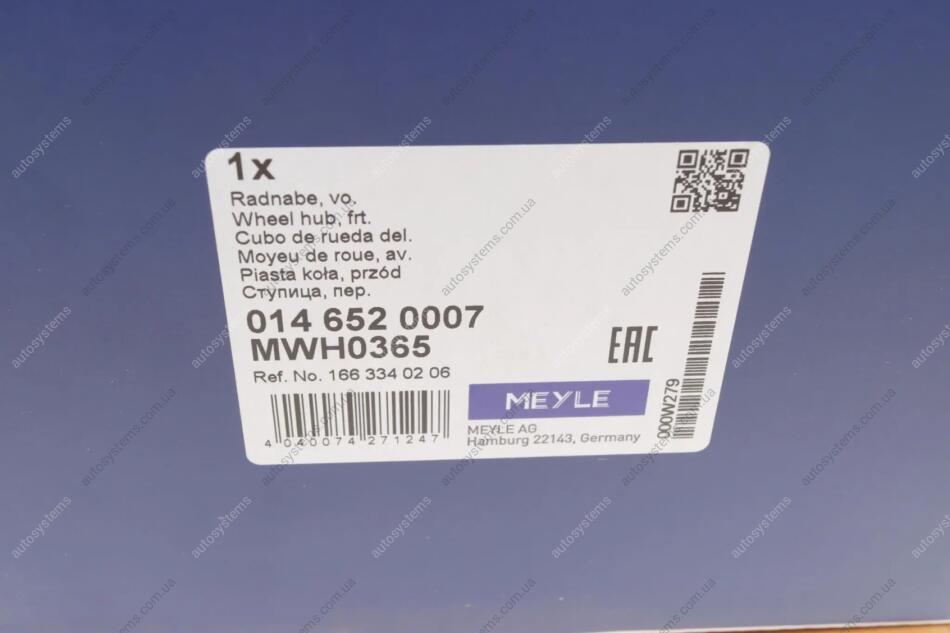 1x
Radnabe, vo.
Wheel hub, frt.
Cubo de rueda del.
Moyeu de roue, av.
Piasta koła, przód
Ступица, пер.
014 652 0007
MWH0365
Ref. No. 166 334 02 06
4 040074 271247
EAC
MEYLE
MEYLE AG
Hamburg 22143, Germany
000W279
autosystems.com.ua